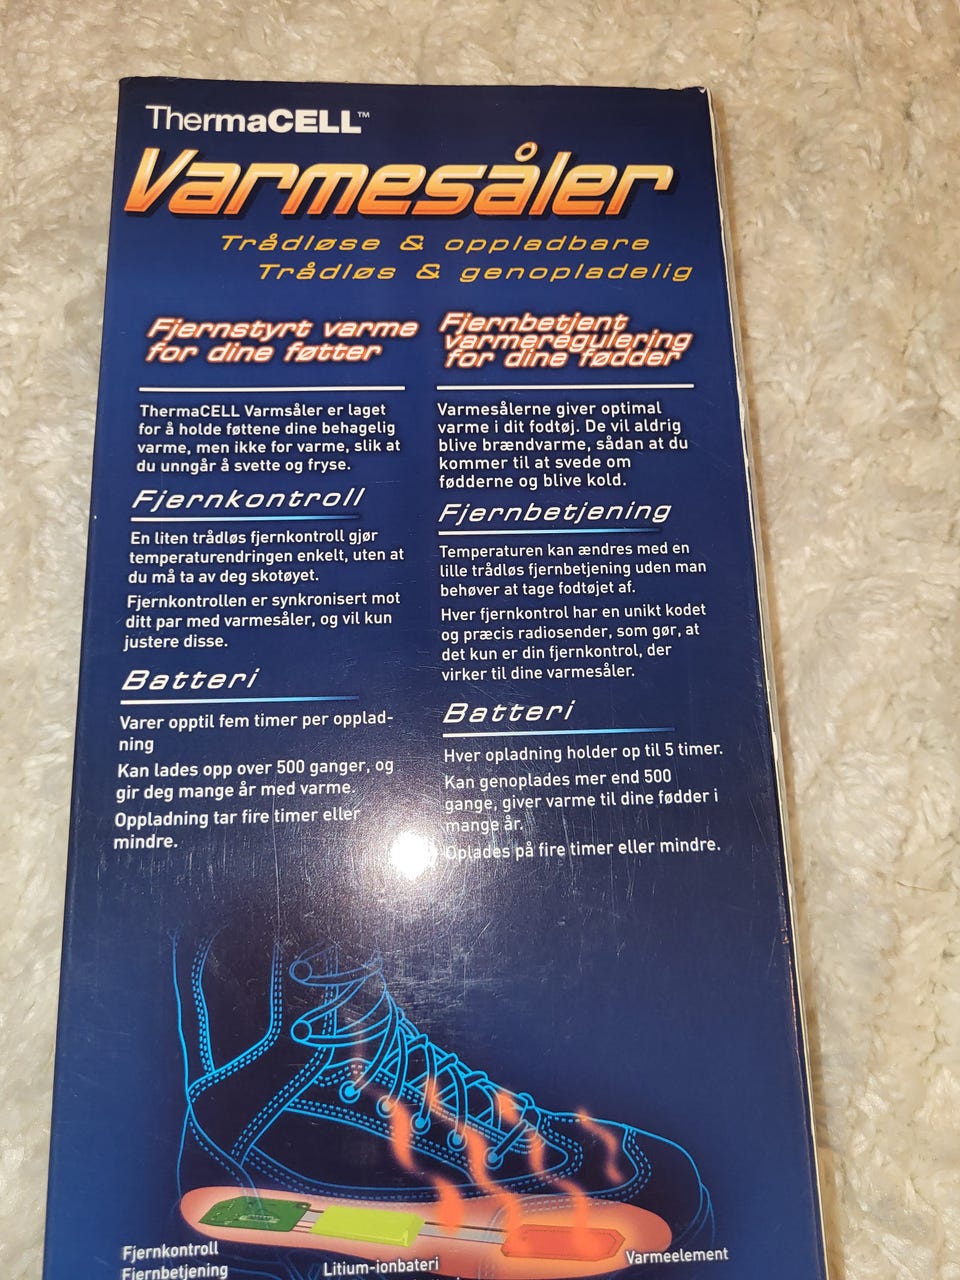 ThermaCELL™
Varmesåler
Trådløse & oppladbare
Trådløs & genopladelig
Fjernstyrt varme
for dine føtter
ThermaCELL Varmsåler er laget
for å holde føttene dine behagelig
varme, men ikke for varme, slik at
du unngår å svette og fryse.
Fjernkontroll
En liten trådløs fjernkontroll gjør
temperaturendringen enkelt, uten at
du må ta av deg skotøyet.
Fjernkontrollen er synkronisert mot
ditt par med varmesåler, og vil kun
justere disse.
Batteri
Varer opptil fem timer per opplad-
ning
Kan lades opp over 500 ganger, og
gir deg mange år med varme.
Oppladning tar fire timer eller
mindre.
Fjernbetjent
varmeregulering
for dine fødder
Varmesålerne giver optimal
varme i dit fodtøj. De vil aldrig
blive brændvarme, sådan at du
kommer til at svede om
fødderne og blive kold.
Fjernbetjening
Temperaturen kan ændres med en
lille trådløs fjernbetjening uden man
behøver at tage fodtøjet af.
Hver fjernkontrol har en unikt kodet
og præcis radiosender, som gør, at
det kun er din fjernkontrol, der
virker til dine varmesåler.
Batteri
Hver opladning holder op til 5 timer.
Kan genoplades mer end 500
gange, giver varme til dine fødder i
mange år.
Oplades på fire timer eller mindre.
Fjernkontroll
Fjernbetjening
Litium-ionbateri
Varmeelement